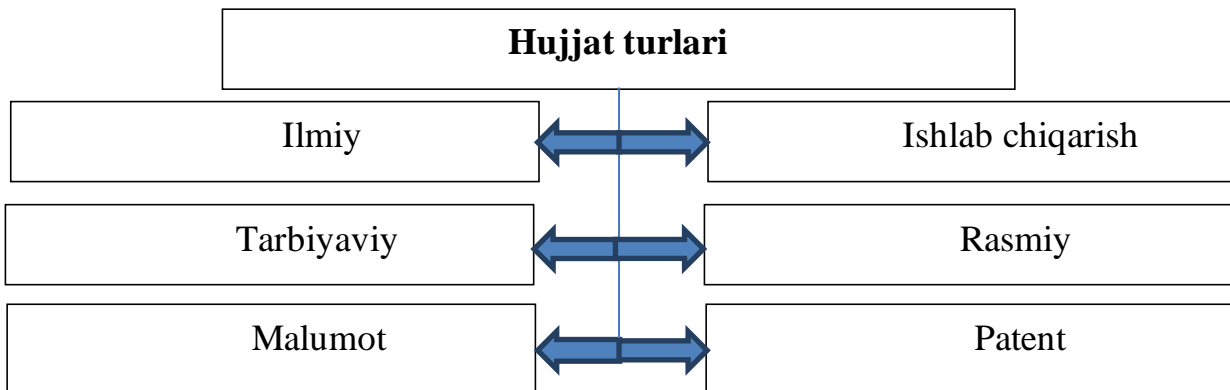 Hujjat turlari
Ilmiy
Ishlab chiqarish
Tarbiyaviy
Rasmiy
Malumot
Patent